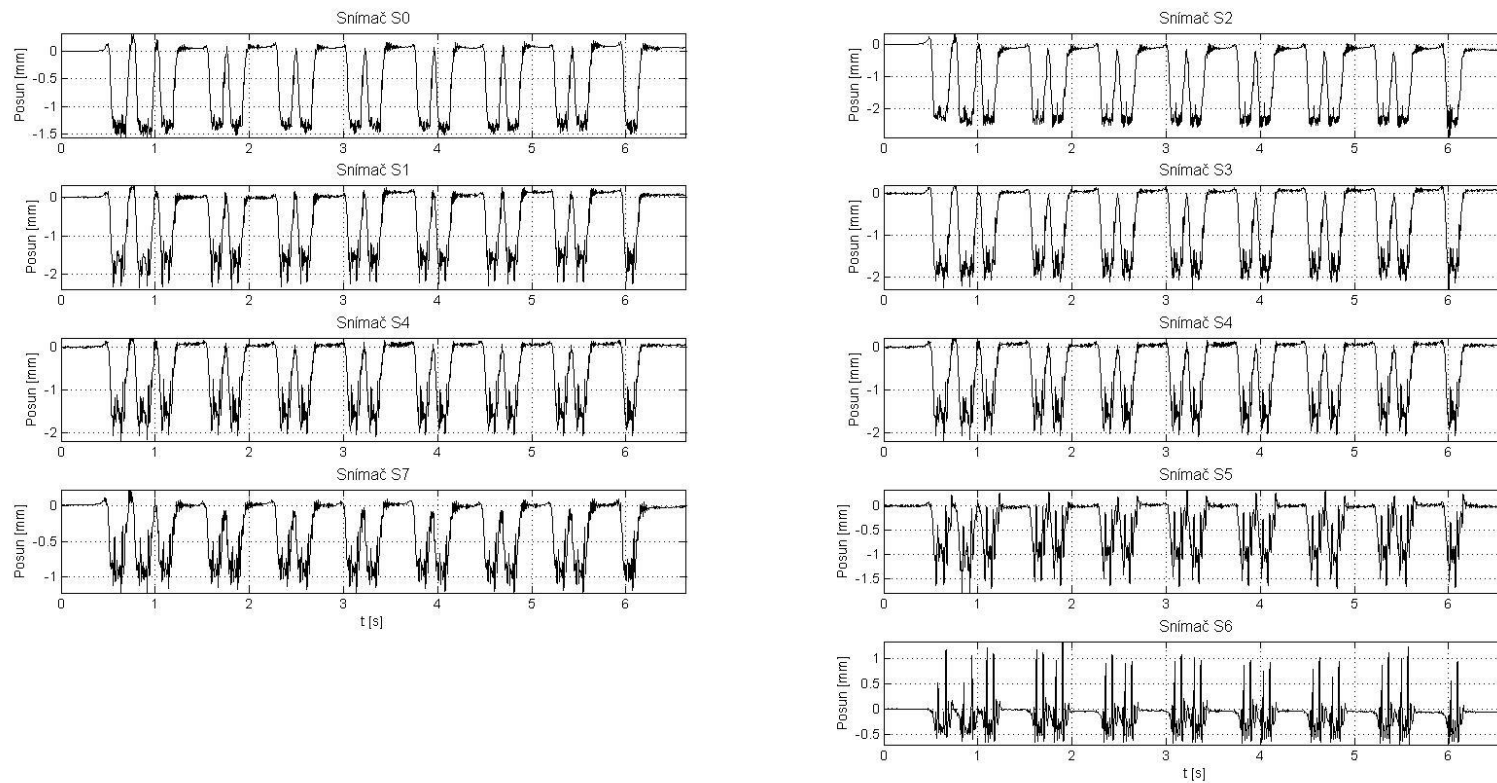 Snímač S0
Posun [mm]
0
-0.5
-1
-1.5
0 1 2 3 4 5 6
Snímač S1
Posun [mm]
0
-1
-2
0 1 2 3 4 5 6
Snímač S4
Posun [mm]
0
-1
-2
0 1 2 3 4 5 6
Snímač S7
Posun [mm]
0
-0.5
-1
0 1 2 3 4 5 6
t [s]
Snímač S2
Posun [mm]
0
-1
-2
0 1 2 3 4 5 6
Snímač S3
Posun [mm]
0
-1
-2
0 1 2 3 4 5 6
Snímač S4
Posun [mm]
0
-1
-2
0 1 2 3 4 5 6
Snímač S5
Posun [mm]
0
-0.5
-1
-1.5
0 1 2 3 4 5 6
Snímač S6
Posun [mm]
1
0.5
0
-0.5
0 1 2 3 4 5 6
t [s]